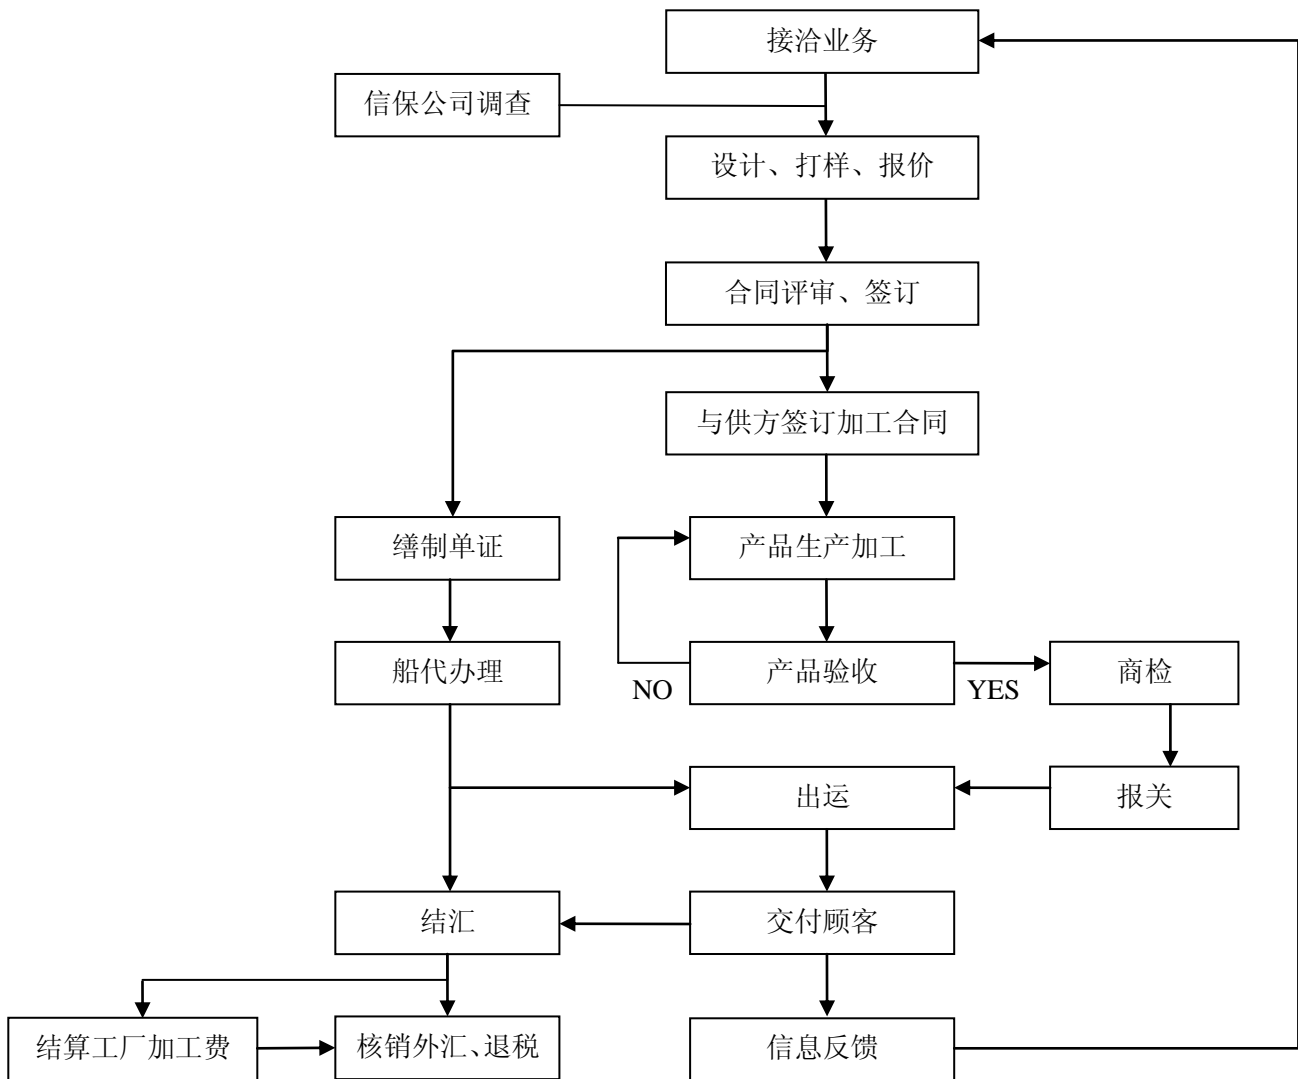 接洽业务
信保公司调查
设计、打样、报价
合同评审、签订
与供方签订加工合同
缮制单证
产品生产加工
船代办理
产品验收
商检
NO
YES
出运
报关
结汇
交付顾客
结算工厂加工费
核销外汇、退税
信息反馈